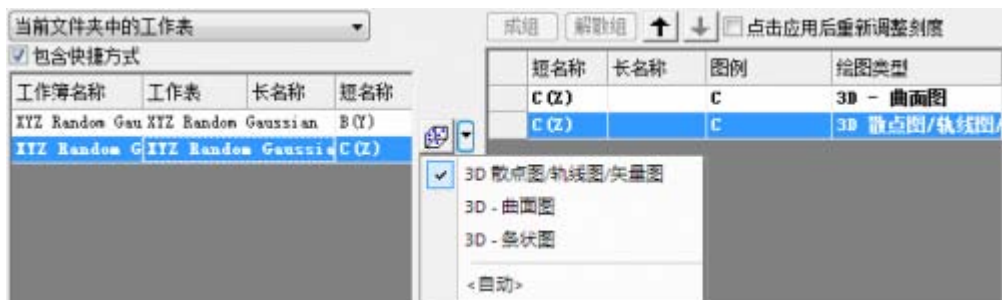 当前文件夹中的工作表
包含快捷方式
工作簿名称 工作表 长名称 短名称
XYZ Random Gau XYZ Random Gaussian B(Y)
XYZ Random G XYZ Random Gaussi C(Z)
成组 解散组 点击应用后重新调整刻度
短名称 长名称 图例 绘图类型
C(Z) C 3D - 曲面图
C(Z) C 3D 散点图/轨线图/
3D 散点图/轨线图/矢量图
3D - 曲面图
3D - 条状图
<自动>